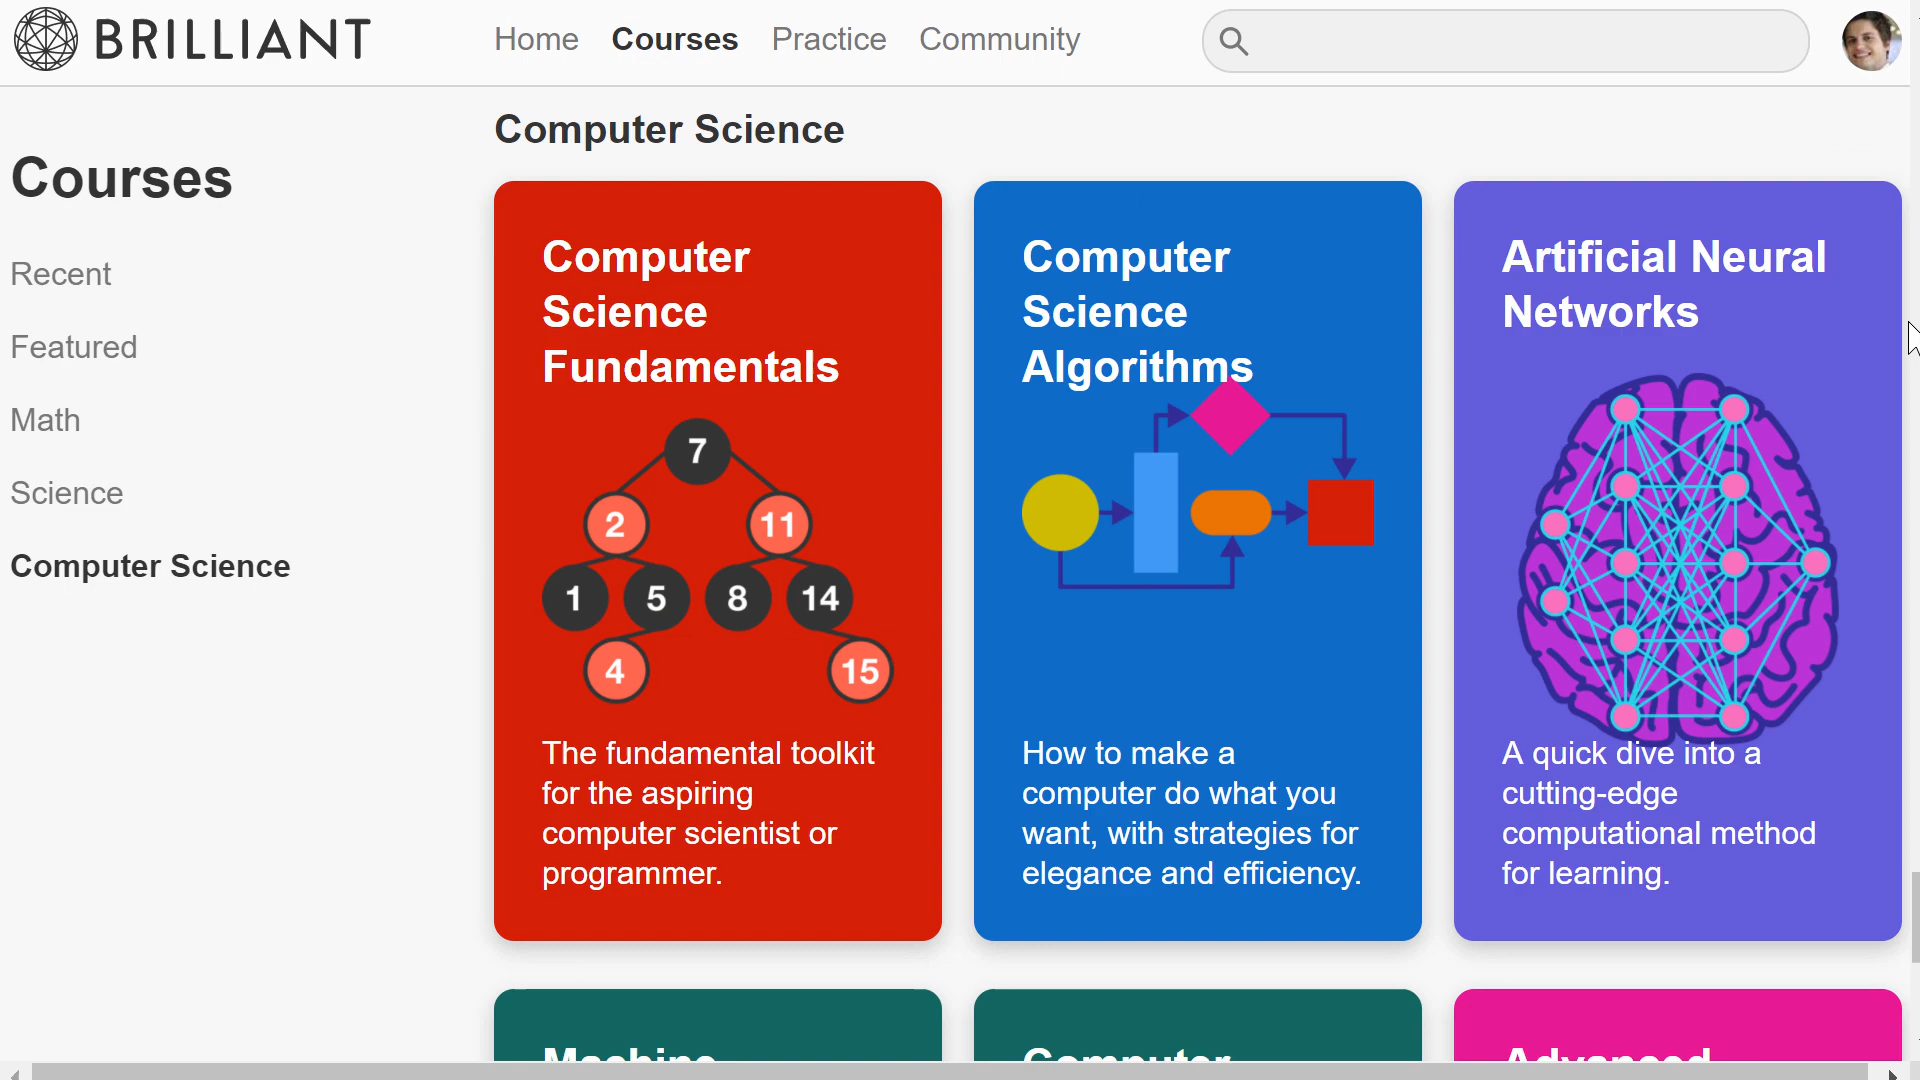 BRILLIANT
Home Courses Practice Community
Courses
Recent
Featured
Math
Science
Computer Science
Computer Science
Computer
Science
Fundamentals
7
2 11
1 5 8 14
4 15
The fundamental toolkit
for the aspiring
computer scientist or
programmer.
Computer
Science
Algorithms
How to make a
computer do what you
want, with strategies for
elegance and efficiency.
Artificial Neural
Networks
A quick dive into a
cutting-edge
computational method
for learning.
Machine
Computer
Advanced